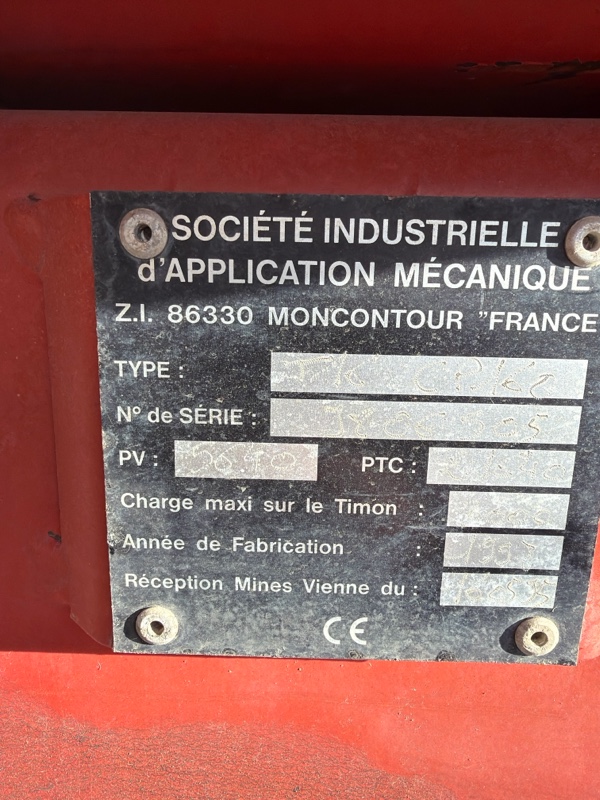 SOCIÉTÉ INDUSTRIELLE
d'APPLICATION MÉCANIQUE
Z.I. 86330 MONCONTOUR "FRANCE
TYPE :
N° de SÉRIE :
PV : PTC :
Charge maxi sur le Timon :
Année de Fabrication :
Réception Mines Vienne du :
CE